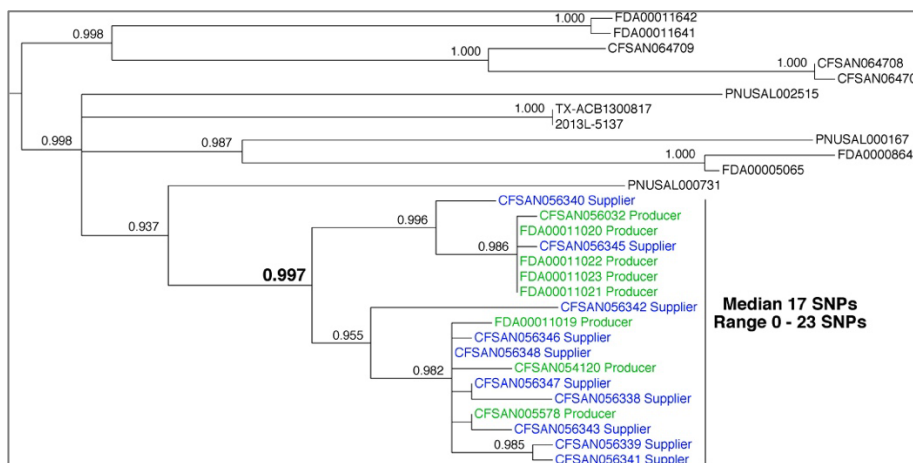 FDA00011642
1.000
FDA00011641
0.998
CFSAN064709
1.000
CFSAN064708
1.000
CFSAN06470
PNUSAL002515
1.000
TX-ACB1300817
2013L-5137
0.998
PNUSAL000167
0.987
FDA0000864
1.000
FDA00005065
PNUSAL000731
CFSAN056340 Supplier
0.937
0.996
CFSAN056032 Producer
FDA00011020 Producer
0.986
CFSAN056345 Supplier
FDA00011022 Producer
0.997
FDA00011023 Producer
FDA00011021 Producer
Median 17 SNPs
Range 0 - 23 SNPs
CFSAN056342 Supplier
0.955
FDA00011019 Producer
CFSAN056346 Supplier
CFSAN056348 Supplier
0.982
CFSAN054120 Producer
CFSAN056347 Supplier
CFSAN056338 Supplier
CFSAN005578 Producer
CFSAN056343 Supplier
0.985
CFSAN056339 Supplier
CFSAN056341 Supplier